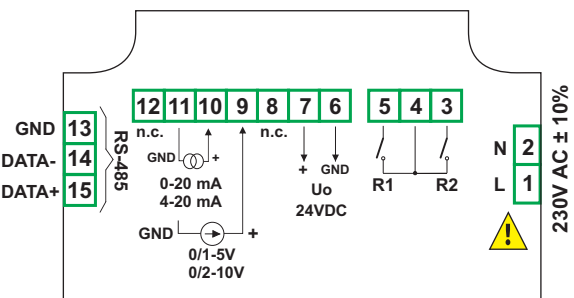 12 11 10 9 8 7 6 5 4 3
n.c. n.c.
GND +
0-20 mA
4-20 mA
GND +
0/1-5V
0/2-10V
+ GND
Uo
24VDC
R1 R2
GND 13
DATA- 14
DATA+ 15
RS-485
N 2
L 1
230V AC ± 10%
!